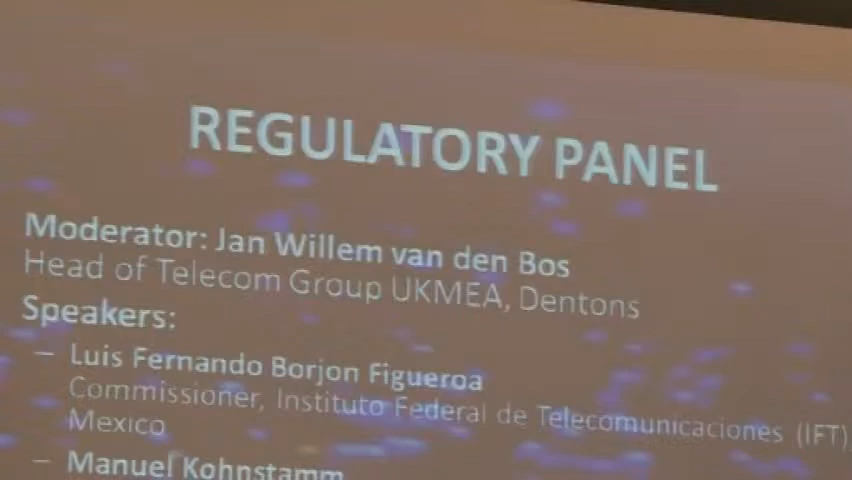 REGULATORY PANEL
Moderator: Jan Willem van den Bos
Head of Telecom Group UKMEA, Dentons
Speakers:
– Luis Fernando Borjon Figueroa
Commissioner, Instituto Federal de Telecomunicaciones (IFT),
Mexico
– Manuel Kohnstamm